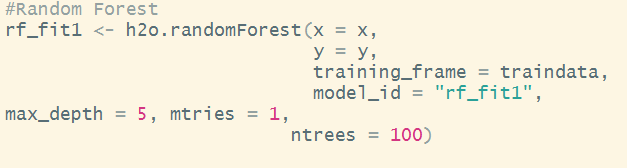 #Random Forest
rf_fit1 <- h2o.randomForest(x = x,
y = y,
training_frame = traindata,
model_id = "rf_fit1",
max_depth = 5, mtries = 1,
ntrees = 100)